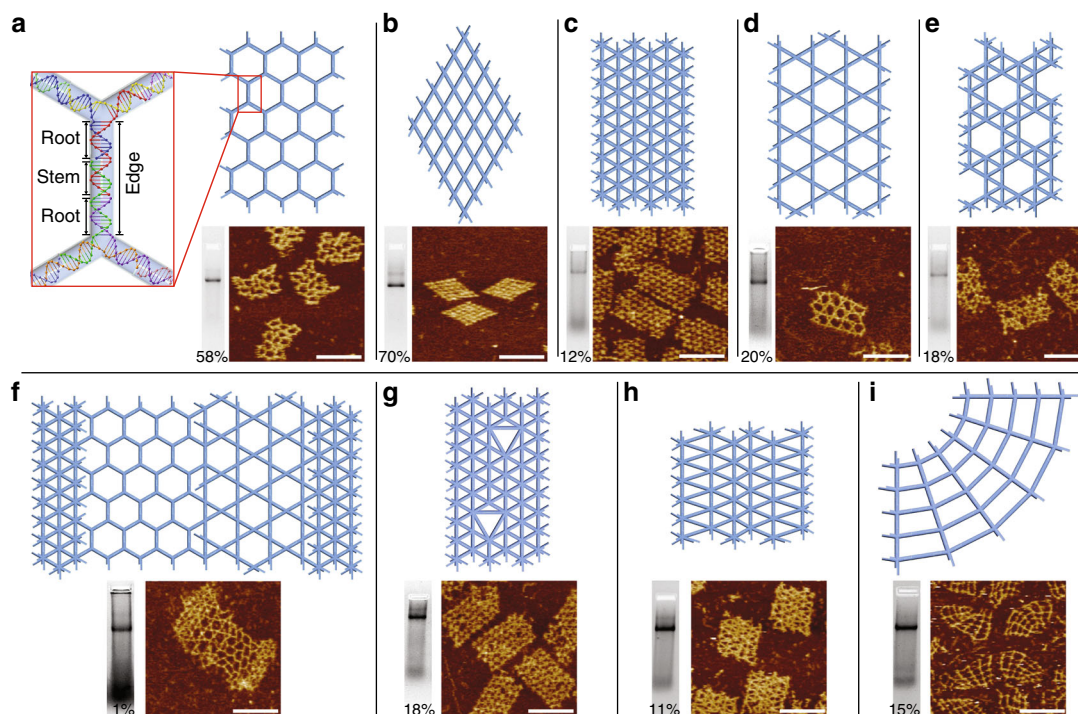 a
b
c
d
e
Root
Stem
Root
Edge
58%
70%
12%
20%
18%
f
g
h
i
1%
18%
11%
15%